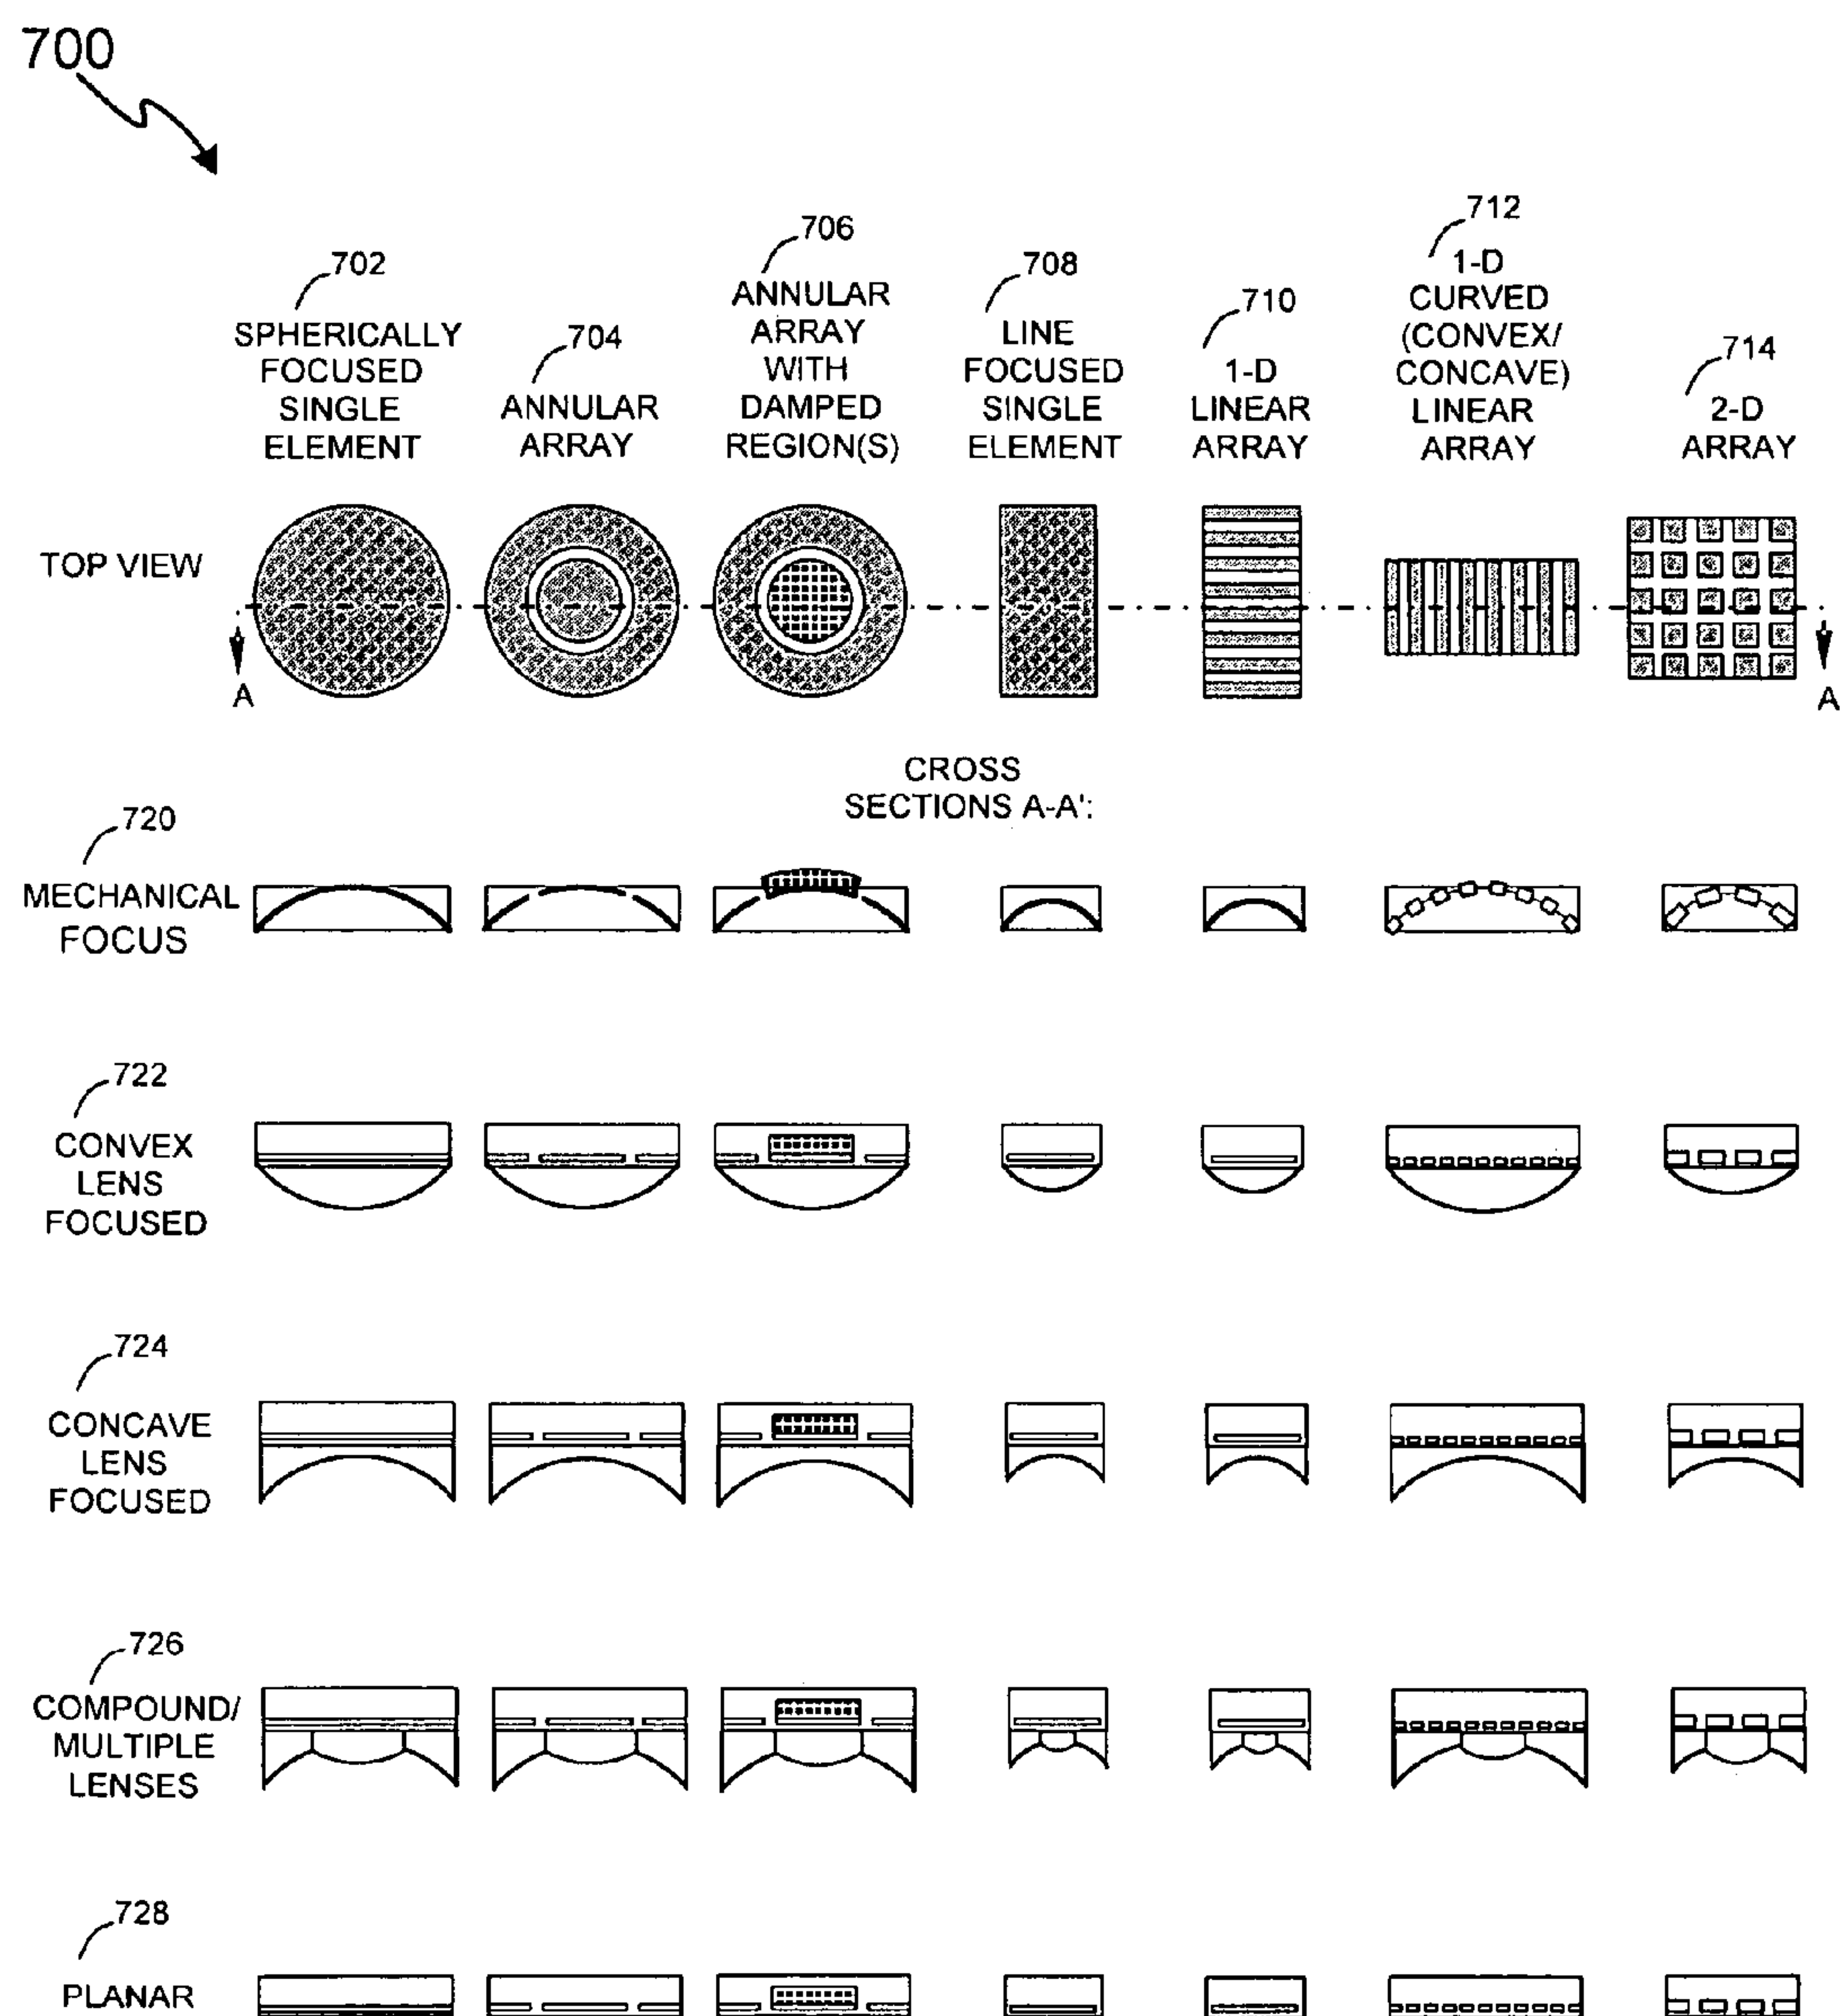 700
702
SPHERICALLY
FOCUSED
SINGLE
ELEMENT
704
ANNULAR
ARRAY
706
ANNULAR
ARRAY
WITH
DAMPED
REGION(S)
708
LINE
FOCUSED
SINGLE
ELEMENT
710
1-D
LINEAR
ARRAY
712
1-D
CURVED
(CONVEX/
CONCAVE)
LINEAR
ARRAY
714
2-D
ARRAY
TOP VIEW
A
A
CROSS
SECTIONS A-A':
720
MECHANICAL
FOCUS
722
CONVEX
LENS
FOCUSED
724
CONCAVE
LENS
FOCUSED
726
COMPOUND/
MULTIPLE
LENSES
728
PLANAR